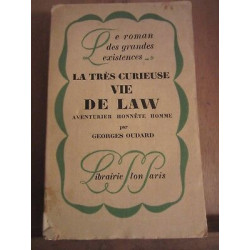 Le roman
des grandes
existences
LA TRÈS CURIEUSE
VIE
DE LAW
AVENTURIER HONNÊTE HOMME
par
GEORGES OUDARD
Librairie Plon Paris